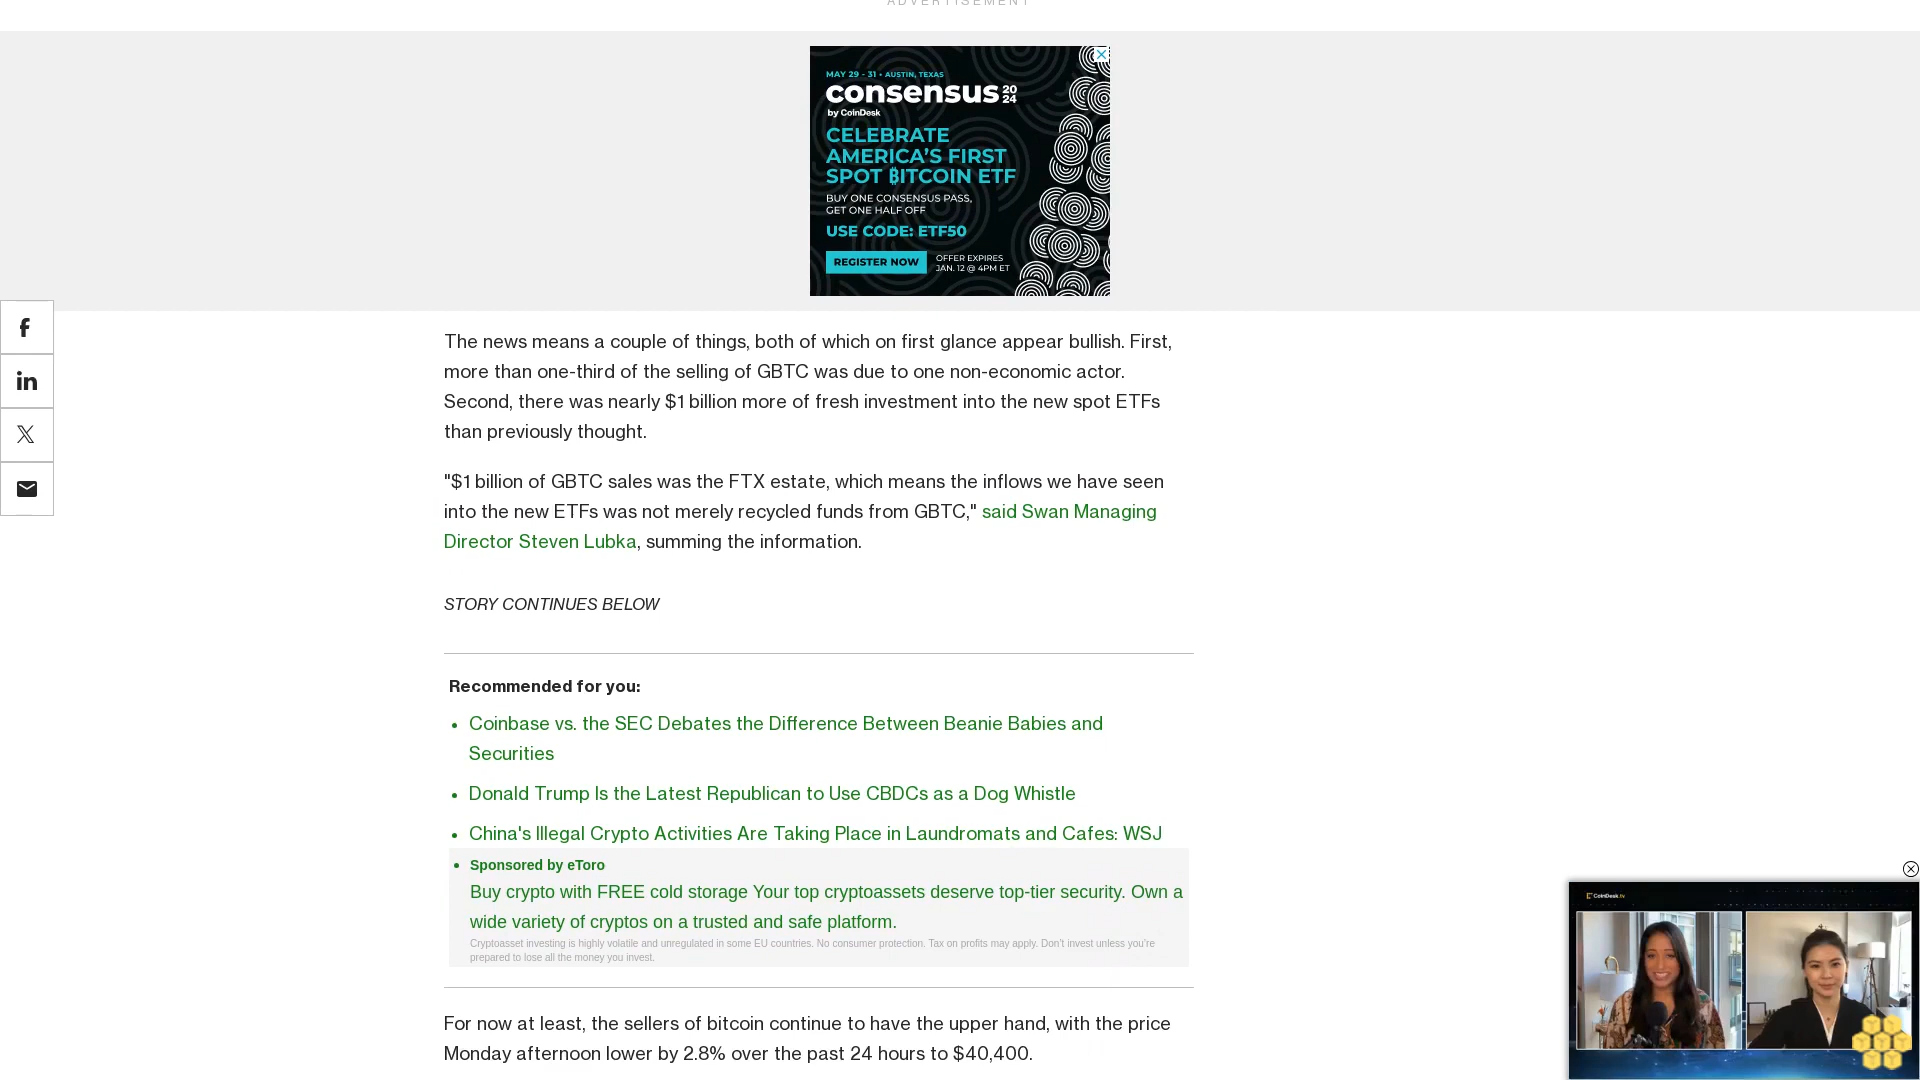 ADVERTISEMENT
MAY 29 - 31 • AUSTIN, TEXAS
consensus 2024
by CoinDesk
CELEBRATE
AMERICA'S FIRST
SPOT ₿ITCOIN ETF
BUY ONE CONSENSUS PASS,
GET ONE HALF OFF
USE CODE: ETF50
REGISTER NOW
OFFER EXPIRES
JAN. 12 @ 4PM ET
The news means a couple of things, both of which on first glance appear bullish. First,
more than one-third of the selling of GBTC was due to one non-economic actor.
Second, there was nearly $1 billion more of fresh investment into the new spot ETFs
than previously thought.
"$1 billion of GBTC sales was the FTX estate, which means the inflows we have seen
into the new ETFs was not merely recycled funds from GBTC," said Swan Managing
Director Steven Lubka, summing the information.
STORY CONTINUES BELOW
Recommended for you:
• Coinbase vs. the SEC Debates the Difference Between Beanie Babies and
Securities
• Donald Trump Is the Latest Republican to Use CBDCs as a Dog Whistle
• China's Illegal Crypto Activities Are Taking Place in Laundromats and Cafes: WSJ
• Sponsored by eToro
Buy crypto with FREE cold storage Your top cryptoassets deserve top-tier security. Own a
wide variety of cryptos on a trusted and safe platform.
Cryptoasset investing is highly volatile and unregulated in some EU countries. No consumer protection. Tax on profits may apply. Don't invest unless you're
prepared to lose all the money you invest.
CoinDesk.tv
For now at least, the sellers of bitcoin continue to have the upper hand, with the price
Monday afternoon lower by 2.8% over the past 24 hours to $40,400.